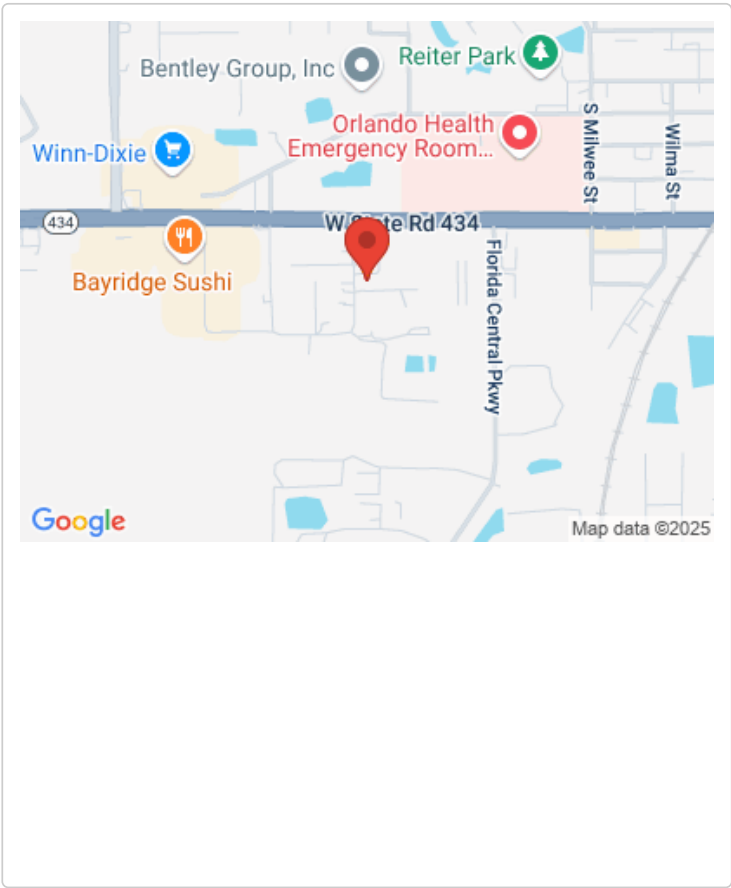 Reiter Park
Bentley Group, Inc
Orlando Health
Emergency Room...
Winn-Dixie
S Milwee St
Wilma St
434
W State Rd 434
Bayridge Sushi
Florida Central Pkwy
Google
Map data ©2025